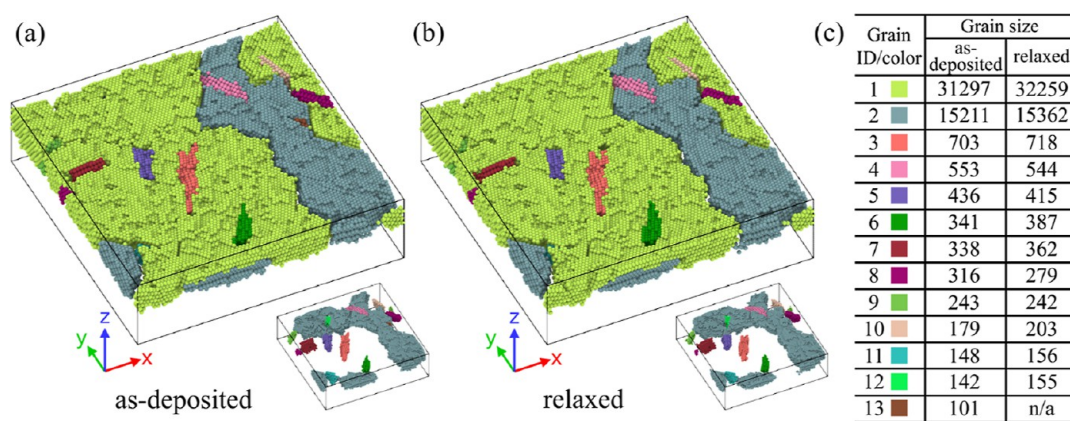 (a)
z
y
x
as-deposited
(b)
z
y
x
relaxed
(c)
Grain ID/color Grain size
as-deposited relaxed
1 31297 32259
2 15211 15362
3 703 718
4 553 544
5 436 415
6 341 387
7 338 362
8 316 279
9 243 242
10 179 203
11 148 156
12 142 155
13 101 n/a